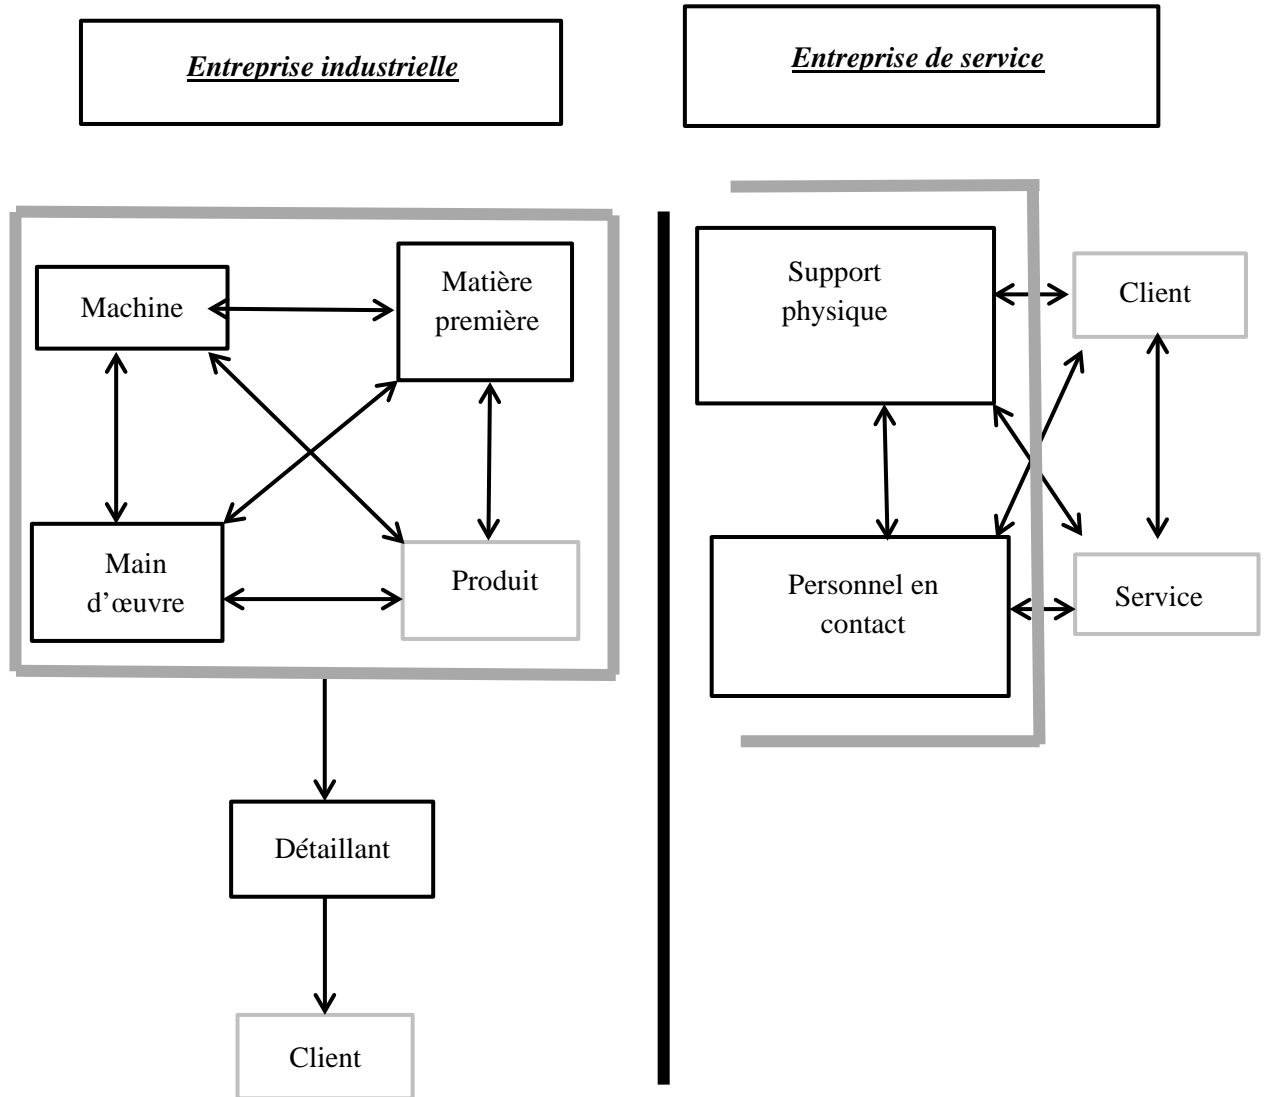 Entreprise industrielle
Entreprise de service
Machine
Matière
première
Main
d’œuvre
Produit
Détaillant
Client
Support
physique
Client
Personnel en
contact
Service